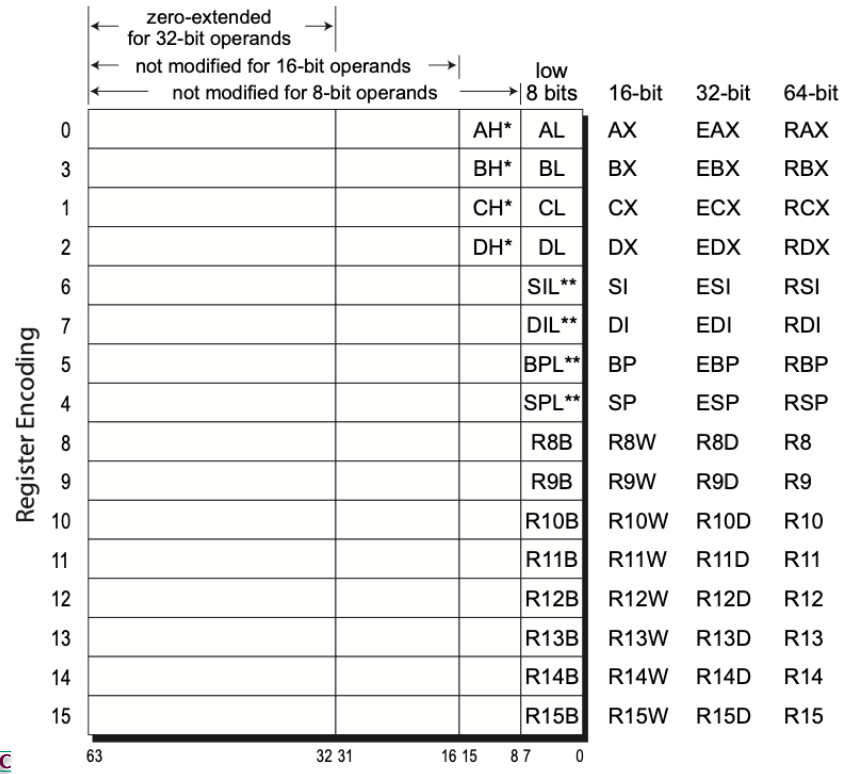 zero-extended
for 32-bit operands
not modified for 16-bit operands
not modified for 8-bit operands
low
8 bits 16-bit 32-bit 64-bit
0 AH* AL AX EAX RAX
3 BH* BL BX EBX RBX
1 CH* CL CX ECX RCX
2 DH* DL DX EDX RDX
6 SIL** SI ESI RSI
7 DIL** DI EDI RDI
5 BPL** BP EBP RBP
4 SPL** SP ESP RSP
8 R8B R8W R8D R8
9 R9B R9W R9D R9
10 R10B R10W R10D R10
11 R11B R11W R11D R11
12 R12B R12W R12D R12
13 R13B R13W R13D R13
14 R14B R14W R14D R14
15 R15B R15W R15D R15
63 32 31 16 15 8 7 0
Register Encoding
C